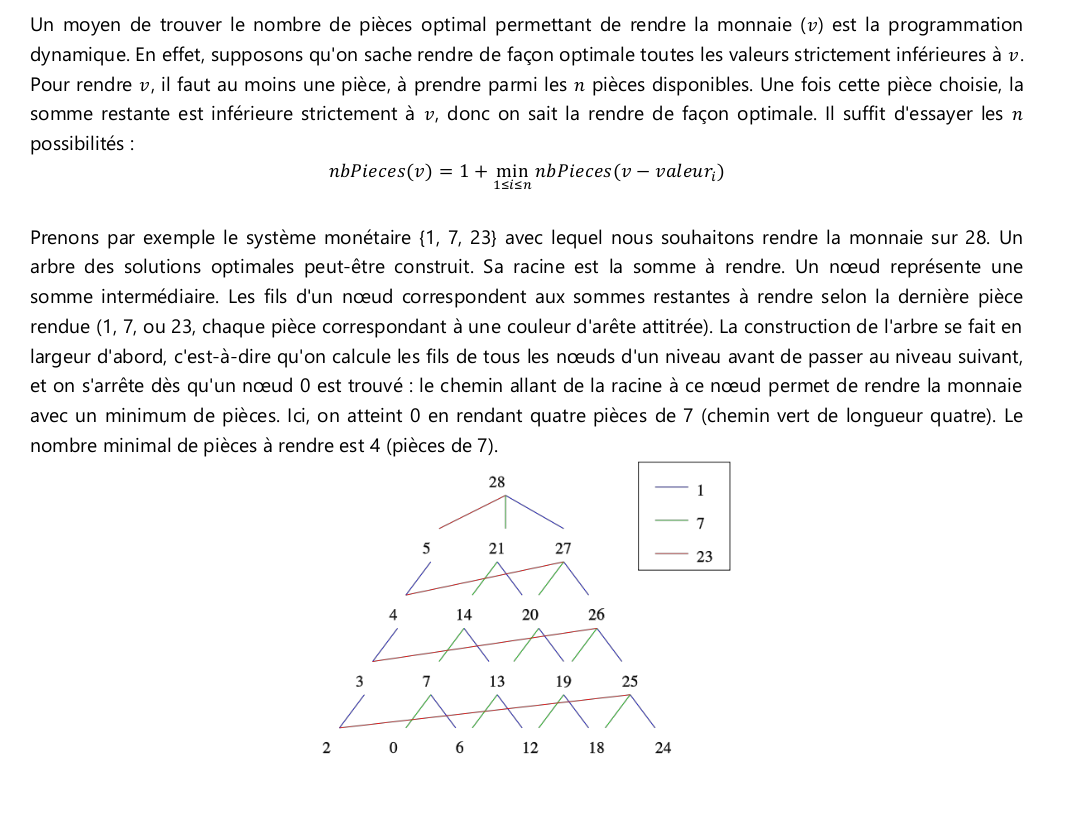 Un moyen de trouver le nombre de pièces optimal permettant de rendre la monnaie (v) est la programmation
dynamique. En effet, supposons qu'on sache rendre de façon optimale toutes les valeurs strictement inférieures à v.
Pour rendre v, il faut au moins une pièce, à prendre parmi les n pièces disponibles. Une fois cette pièce choisie, la
somme restante est inférieure strictement à v, donc on sait la rendre de façon optimale. Il suffit d'essayer les n
possibilités :
nbPieces(v) = 1 + min nbPieces(v − valeurᵢ)
1≤i≤n
Prenons par exemple le système monétaire {1, 7, 23} avec lequel nous souhaitons rendre la monnaie sur 28. Un
arbre des solutions optimales peut-être construit. Sa racine est la somme à rendre. Un nœud représente une
somme intermédiaire. Les fils d'un nœud correspondent aux sommes restantes à rendre selon la dernière pièce
rendue (1, 7, ou 23, chaque pièce correspondant à une couleur d'arête attitrée). La construction de l'arbre se fait en
largeur d'abord, c'est-à-dire qu'on calcule les fils de tous les nœuds d'un niveau avant de passer au niveau suivant,
et on s'arrête dès qu'un nœud 0 est trouvé : le chemin allant de la racine à ce nœud permet de rendre la monnaie
avec un minimum de pièces. Ici, on atteint 0 en rendant quatre pièces de 7 (chemin vert de longueur quatre). Le
nombre minimal de pièces à rendre est 4 (pièces de 7).
28
1
7
23
5 21 27
4 14 20 26
3 7 13 19 25
2 0 6 12 18 24